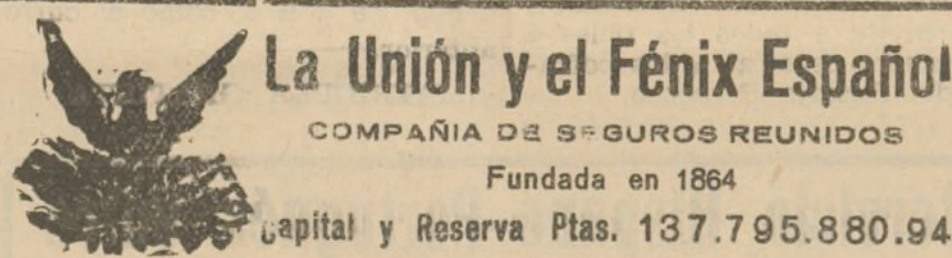 La Unión y el Fénix Español
COMPAÑIA DE SEGUROS REUNIDOS
Fundada en 1864
Capital y Reserva Ptas. 137.795.880.94